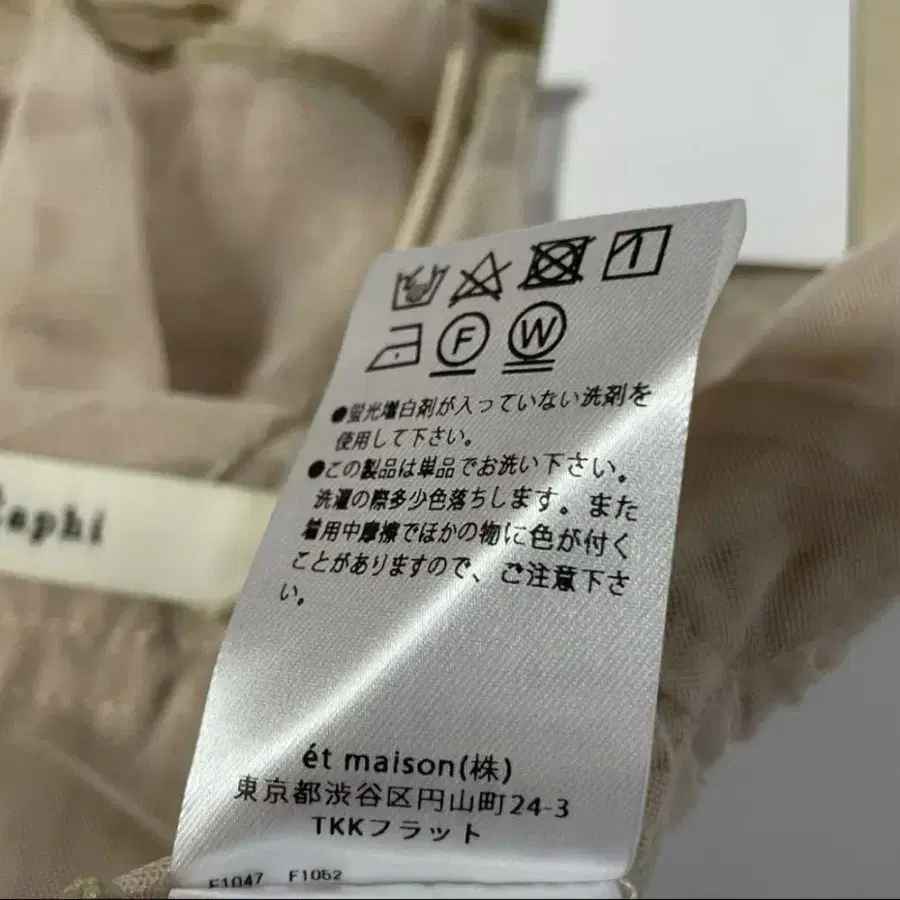 F
W
●蛍光増白剤が入っていない洗剤を
使用して下さい。
●この製品は単品でお洗い下さい。
洗濯の際多少色落ちします。また
着用中摩擦でほかの物に色が付く
ことがありますので、ご注意下さ
い。
ét maison(株)
東京都渋谷区円山町24-3
TKKフラット
F1047 F1052